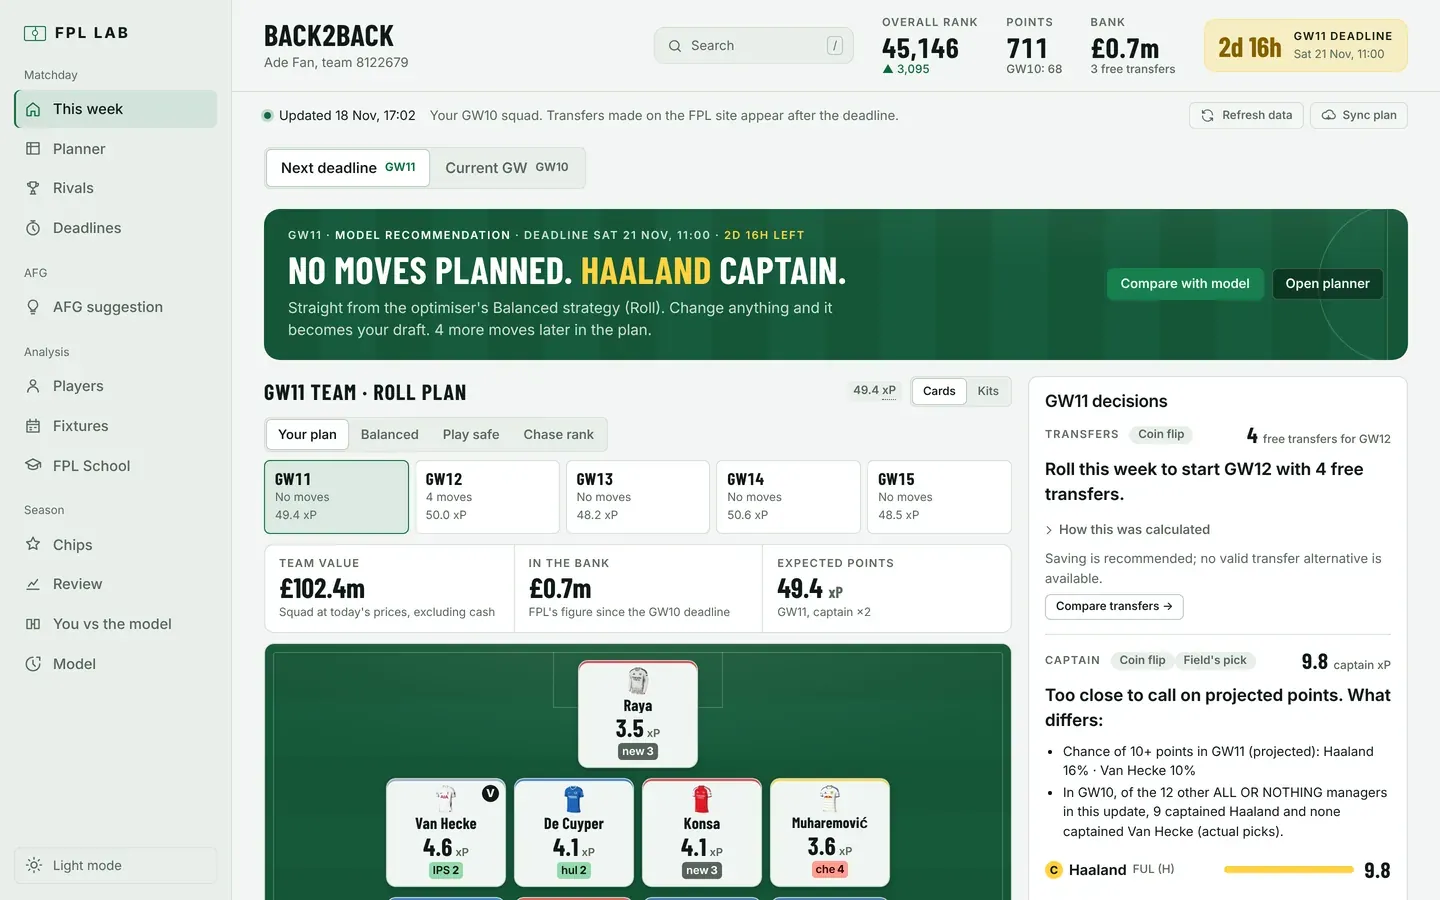 FPL LAB
Matchday
This week
Planner
Rivals
Deadlines
AFG
AFG suggestion
Analysis
Players
Fixtures
FPL School
Season
Chips
Review
You vs the model
Model
Light mode
BACK2BACK
Ade Fan, team 8122679
Search /
OVERALL RANK
45,146
▲ 3,095
POINTS
711
GW10: 68
BANK
£0.7m
3 free transfers
2d 16h
GW11 DEADLINE
Sat 21 Nov, 11:00
Updated 18 Nov, 17:02 Your GW10 squad. Transfers made on the FPL site appear after the deadline.
Refresh data
Sync plan
Next deadline GW11
Current GW GW10
GW11 · MODEL RECOMMENDATION · DEADLINE SAT 21 NOV, 11:00 · 2D 16H LEFT
NO MOVES PLANNED. HAALAND CAPTAIN.
Straight from the optimiser's Balanced strategy (Roll). Change anything and it
becomes your draft. 4 more moves later in the plan.
Compare with model
Open planner
GW11 TEAM · ROLL PLAN
49.4 xP
Cards
Kits
Your plan
Balanced
Play safe
Chase rank
GW11
No moves
49.4 xP
GW12
4 moves
50.0 xP
GW13
No moves
48.2 xP
GW14
No moves
50.6 xP
GW15
No moves
48.5 xP
TEAM VALUE
£102.4m
Squad at today's prices, excluding cash
IN THE BANK
£0.7m
FPL's figure since the GW10 deadline
EXPECTED POINTS
49.4 xP
GW11, captain ×2
Raya
3.5 xP
new 3
V
Van Hecke
4.6 xP
IPS 2
De Cuyper
4.1 xP
hul 2
Konsa
4.1 xP
new 3
Muharemović
3.6 xP
che 4
GW11 decisions
TRANSFERS Coin flip 4 free transfers for GW12
Roll this week to start GW12 with 4 free
transfers.
How this was calculated
Saving is recommended; no valid transfer alternative is
available.
Compare transfers →
CAPTAIN Coin flip Field's pick 9.8 captain xP
Too close to call on projected points. What
differs:
• Chance of 10+ points in GW11 (projected): Haaland
16% · Van Hecke 10%
• In GW10, of the 12 other ALL OR NOTHING managers
in this update, 9 captained Haaland and none
captained Van Hecke (actual picks).
C Haaland FUL (H) 9.8